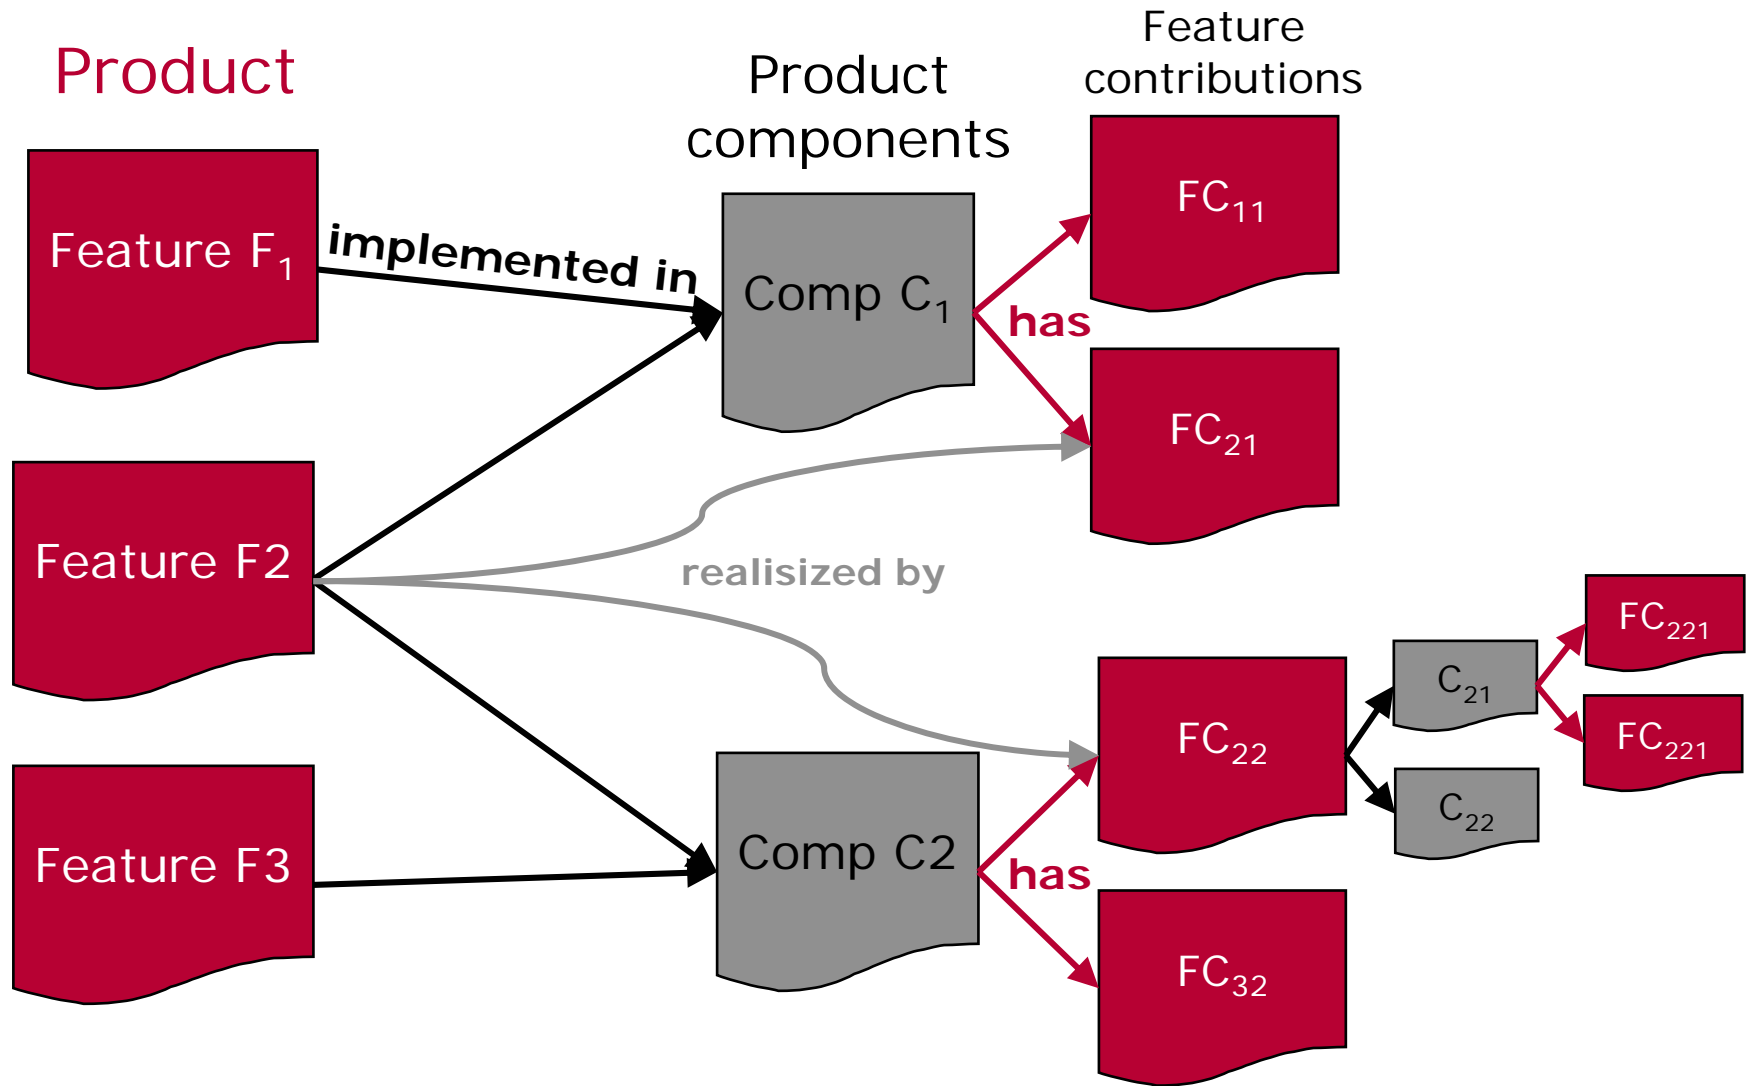 Product
Product
components
Feature
contributions
Feature F₁
implemented in
Comp C₁
has
FC₁₁
FC₂₁
Feature F2
realisized by
Feature F3
Comp C2
has
FC₂₂
FC₃₂
C₂₁
C₂₂
FC₂₂₁
FC₂₂₁